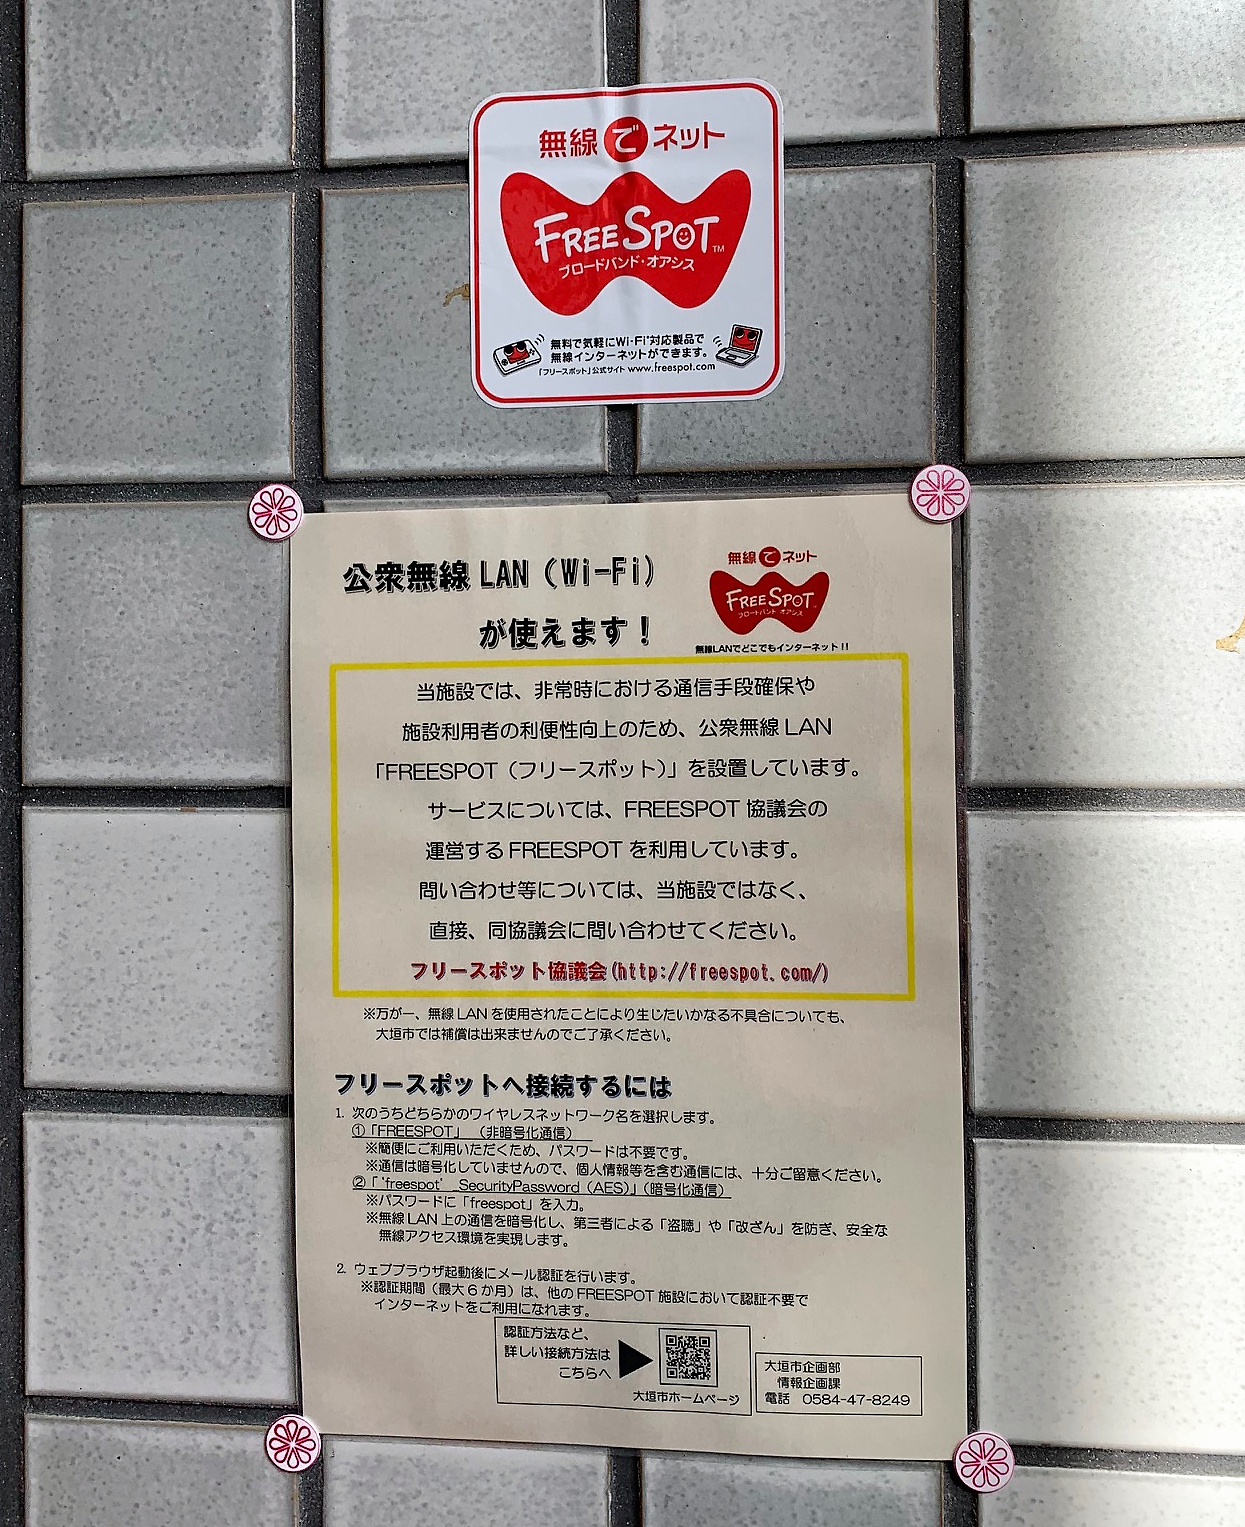 無線でネット
FREESPOT™
ブロードバンド・オアシス
無料で気軽にWi-Fi®対応製品で
無線インターネットができます。
「フリースポット」公式サイト www.freespot.com
公衆無線 LAN（Wi-Fi）
が使えます！
無線でネット
FREESPOT™
ブロードバンド オアシス
無線LANでどこでもインターネット!!
当施設では、非常時における通信手段確保や
施設利用者の利便性向上のため、公衆無線 LAN
「FREESPOT（フリースポット）」を設置しています。
サービスについては、FREESPOT 協議会の
運営する FREESPOT を利用しています。
問い合わせ等については、当施設ではなく、
直接、同協議会に問い合わせてください。
フリースポット協議会(http://freespot.com/)
※万が一、無線 LAN を使用されたことにより生じたいかなる不具合についても、
大垣市では補償は出来ませんのでご了承ください。
フリースポットへ接続するには
1. 次のうちどちらかのワイヤレスネットワーク名を選択します。
①「FREESPOT」　（非暗号化通信）
※簡便にご利用いただくため、パスワードは不要です。
※通信は暗号化していませんので、個人情報等を含む通信には、十分ご留意ください。
②「‘freespot’ SecurityPassword（AES）」（暗号化通信）
※パスワードに「freespot」を入力。
※無線 LAN 上の通信を暗号化し、第三者による「盗聴」や「改ざん」を防ぎ、安全な
無線アクセス環境を実現します。
2. ウェブブラウザ起動後にメール認証を行います。
※認証期間（最大６か月）は、他の FREESPOT 施設において認証不要で
インターネットをご利用になれます。
認証方法など、
詳しい接続方法は
こちらへ
大垣市ホームページ
大垣市企画部
情報企画課
電話　0584-47-8249